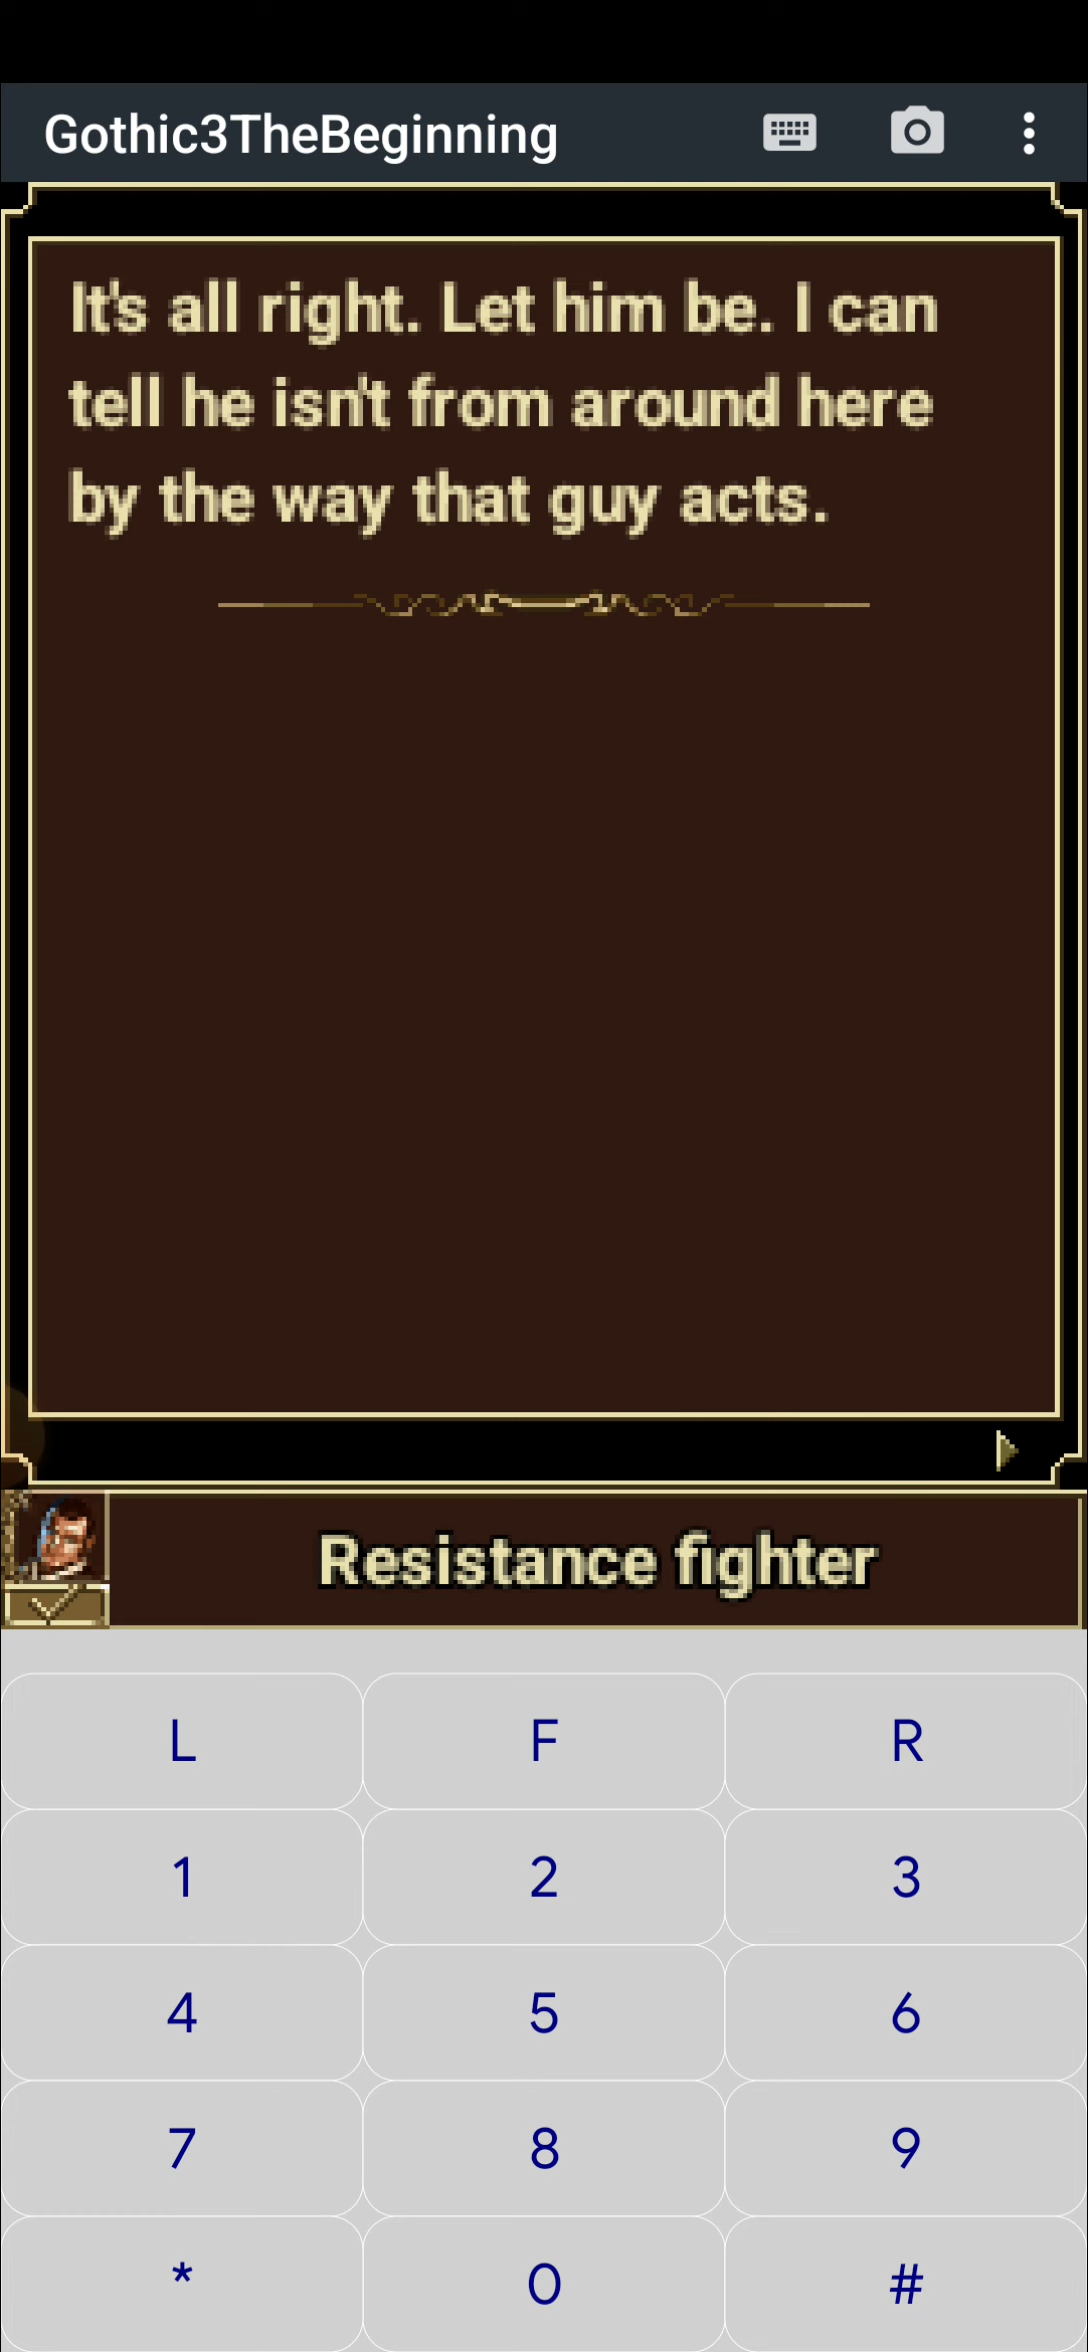 Gothic3TheBeginning
It's all right. Let him be. I can
tell he isn't from around here
by the way that guy acts.
Resistance fighter
L F R
1 2 3
4 5 6
7 8 9
* 0 #